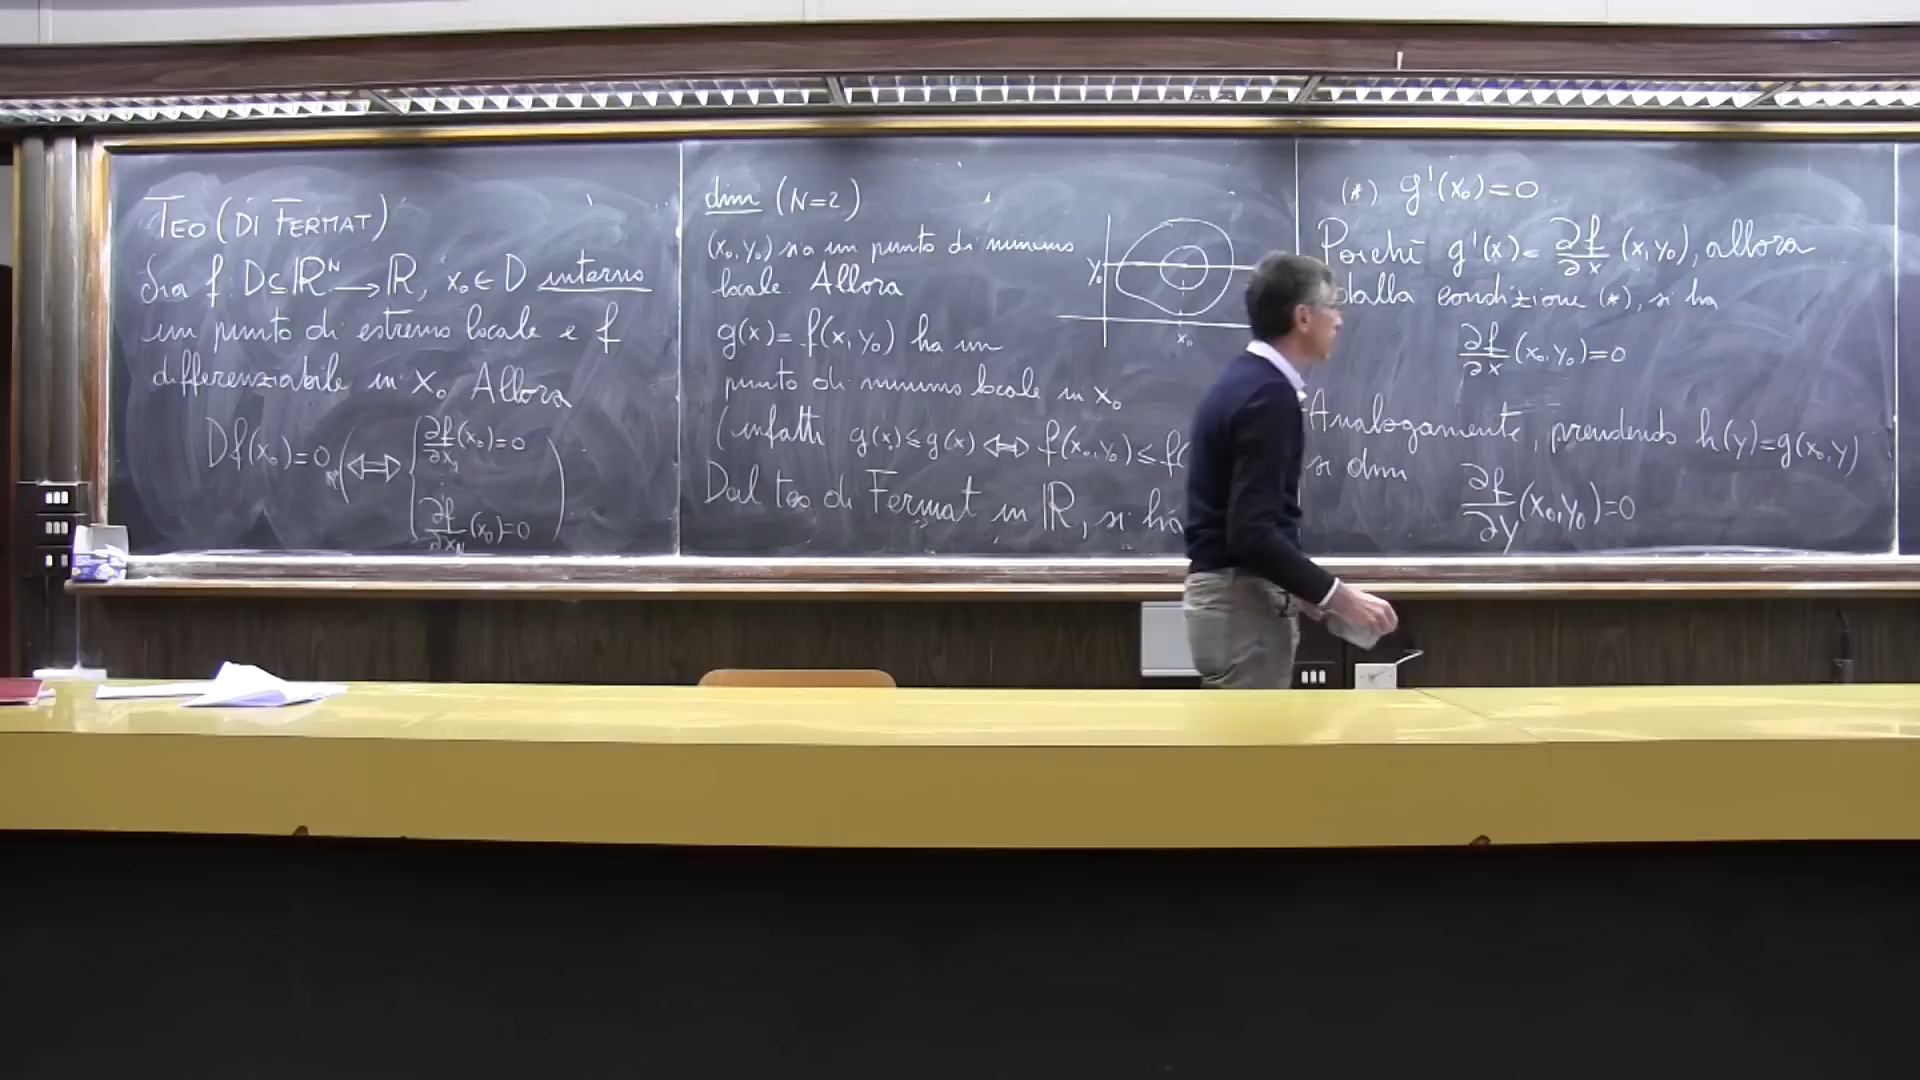 TEO (DI FERMAT)
Sia f: D⊆ℝᴺ → ℝ, x₀ ∈ D interno
un punto di estremo locale e f
differenziabile in x₀. Allora
Df(x₀)=0_ℝᴺ (⟺ { ∂f/∂x₁ (x₀)=0
⋮
∂f/∂x_N (x₀)=0 )
dim (N=2)
(x₀,y₀) sia un punto di minimo
locale. Allora
g(x)=f(x,y₀) ha un
punto di minimo locale in x₀
(infatti g(x₀)≤g(x) ⟺ f(x₀,y₀)≤f(
Dal teo di Fermat in ℝ, si ha
y₀
x₀
(*) g'(x₀)=0
Poiché g'(x)= ∂f/∂x (x,y₀), allora
dalla condizione (*), si ha
∂f/∂x (x₀,y₀)=0
Analogamente, prendendo h(y)=g(x₀,y)
si dim
∂f/∂y (x₀,y₀)=0